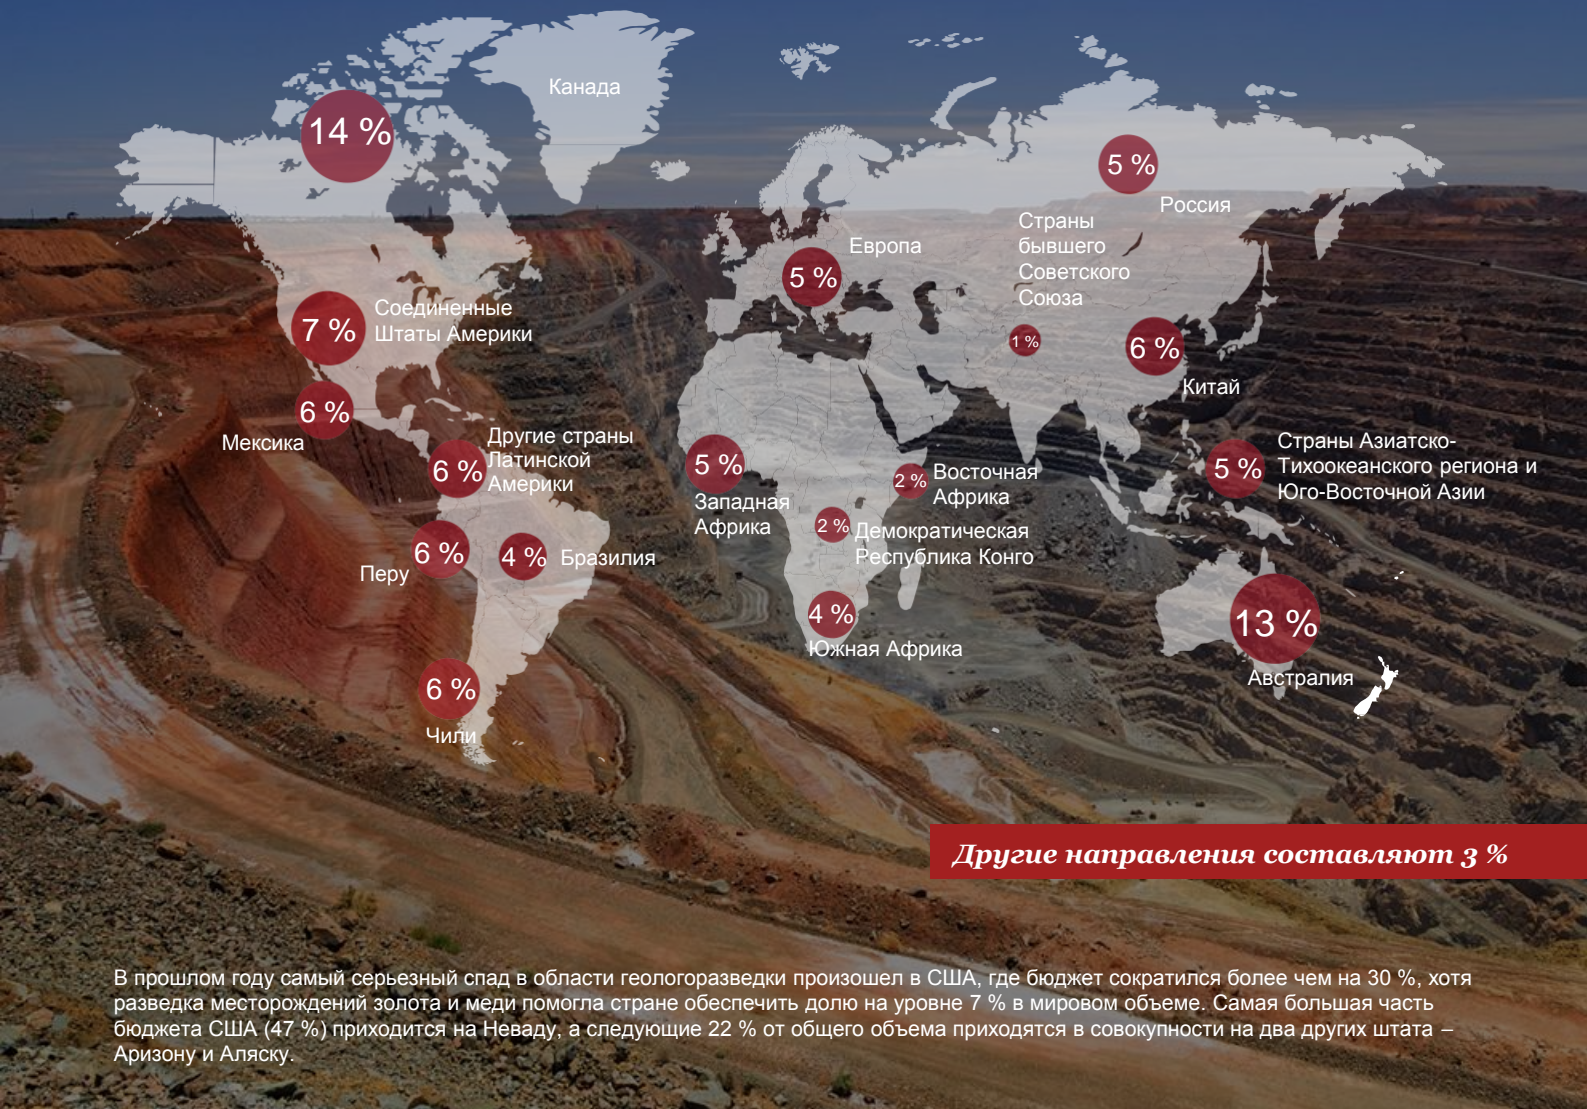 Канада
14 %
5 %
Россия
Страны
бывшего
Советского
Союза
Европа
5 %
Соединенные
Штаты Америки
7 %
1 %
6 %
Китай
6 %
Мексика
Другие страны
Латинской
Америки
6 %
5 %
Западная
Африка
2 %
Восточная
Африка
5 %
Страны Азиатско-
Тихоокеанского региона и
Юго-Восточной Азии
2 %
Демократическая
Республика Конго
6 %
Перу
4 %
Бразилия
4 %
Южная Африка
13 %
Австралия
6 %
Чили
Другие направления составляют 3 %
В прошлом году самый серьезный спад в области геологоразведки произошел в США, где бюджет сократился более чем на 30 %, хотя
разведка месторождений золота и меди помогла стране обеспечить долю на уровне 7 % в мировом объеме. Самая большая часть
бюджета США (47 %) приходится на Неваду, а следующие 22 % от общего объема приходятся в совокупности на два других штата –
Аризону и Аляску.